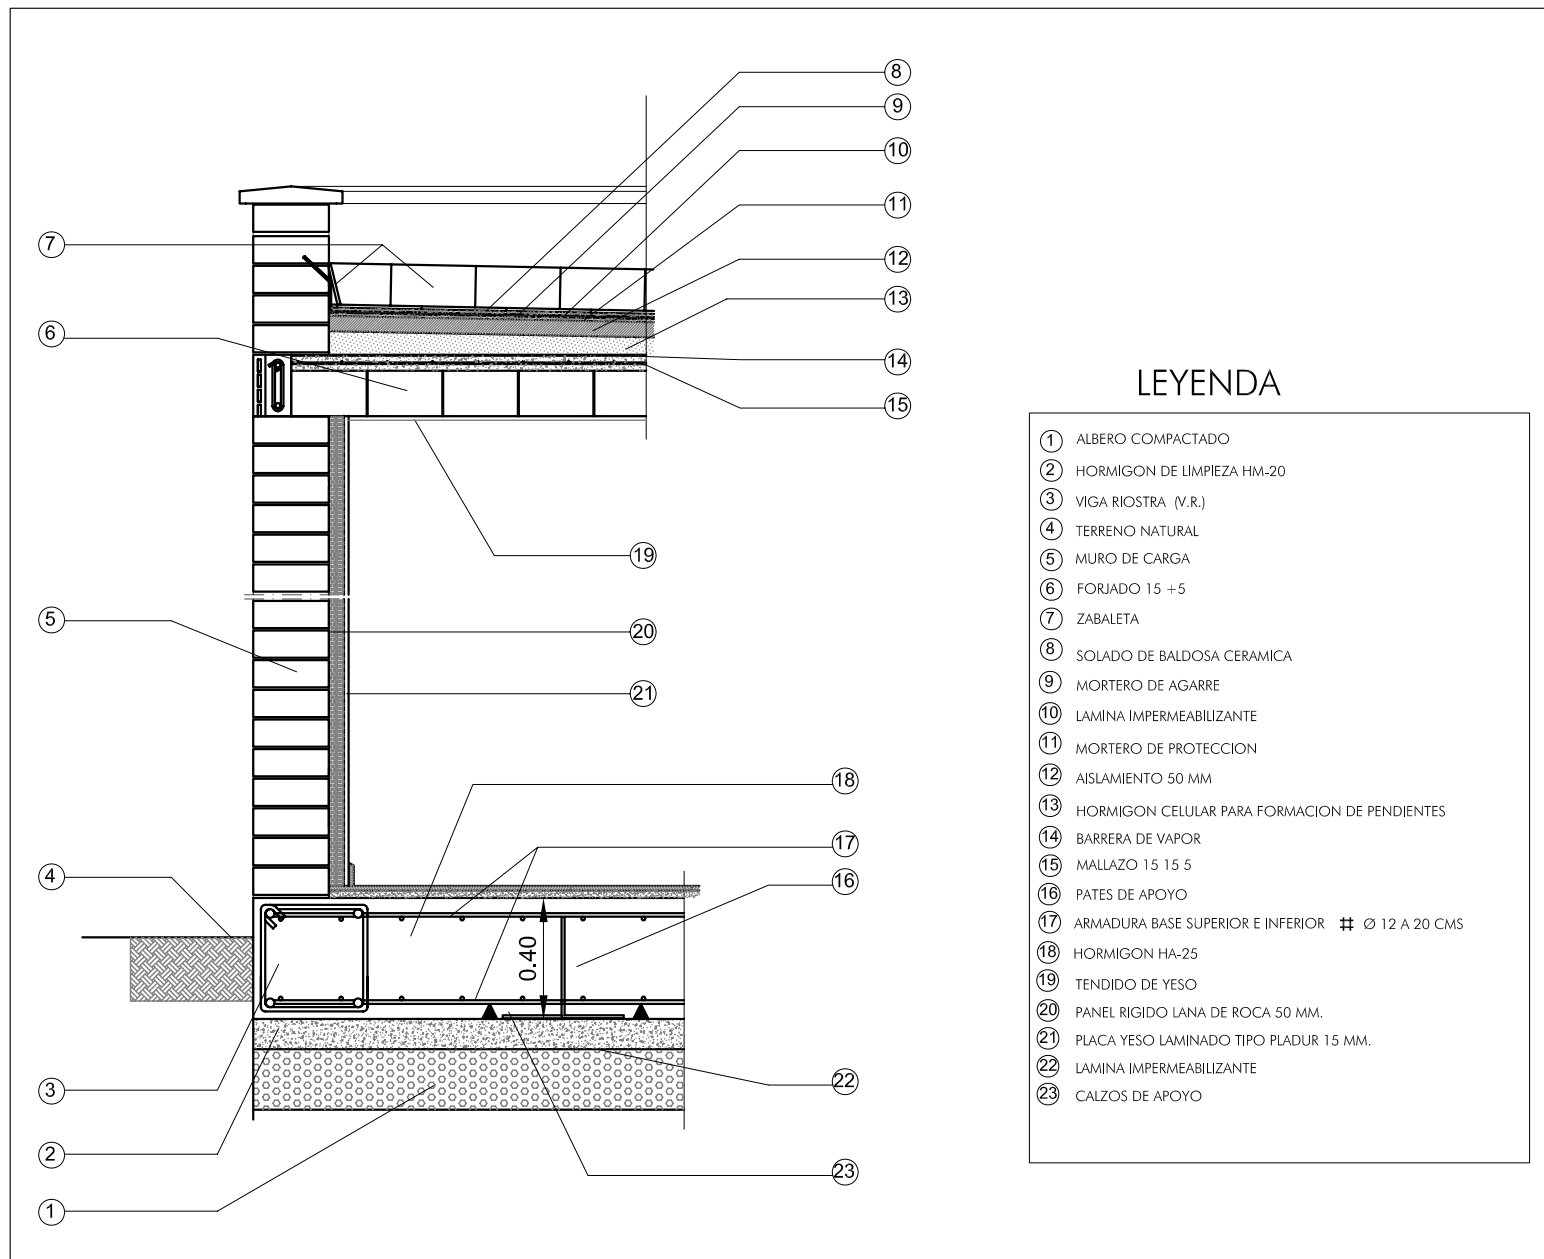 8
9
10
11
7
12
13
6
14
15
19
5
20
21
18
17
4
16
0.40
3
22
2
23
1
LEYENDA
1 ALBERO COMPACTADO
2 HORMIGON DE LIMPIEZA HM-20
3 VIGA RIOSTRA (V.R.)
4 TERRENO NATURAL
5 MURO DE CARGA
6 FORJADO 15 +5
7 ZABALETA
8 SOLADO DE BALDOSA CERAMICA
9 MORTERO DE AGARRE
10 LAMINA IMPERMEABILIZANTE
11 MORTERO DE PROTECCION
12 AISLAMIENTO 50 MM
13 HORMIGON CELULAR PARA FORMACION DE PENDIENTES
14 BARRERA DE VAPOR
15 MALLAZO 15 15 5
16 PATES DE APOYO
17 ARMADURA BASE SUPERIOR E INFERIOR # Ø 12 A 20 CMS
18 HORMIGON HA-25
19 TENDIDO DE YESO
20 PANEL RIGIDO LANA DE ROCA 50 MM.
21 PLACA YESO LAMINADO TIPO PLADUR 15 MM.
22 LAMINA IMPERMEABILIZANTE
23 CALZOS DE APOYO